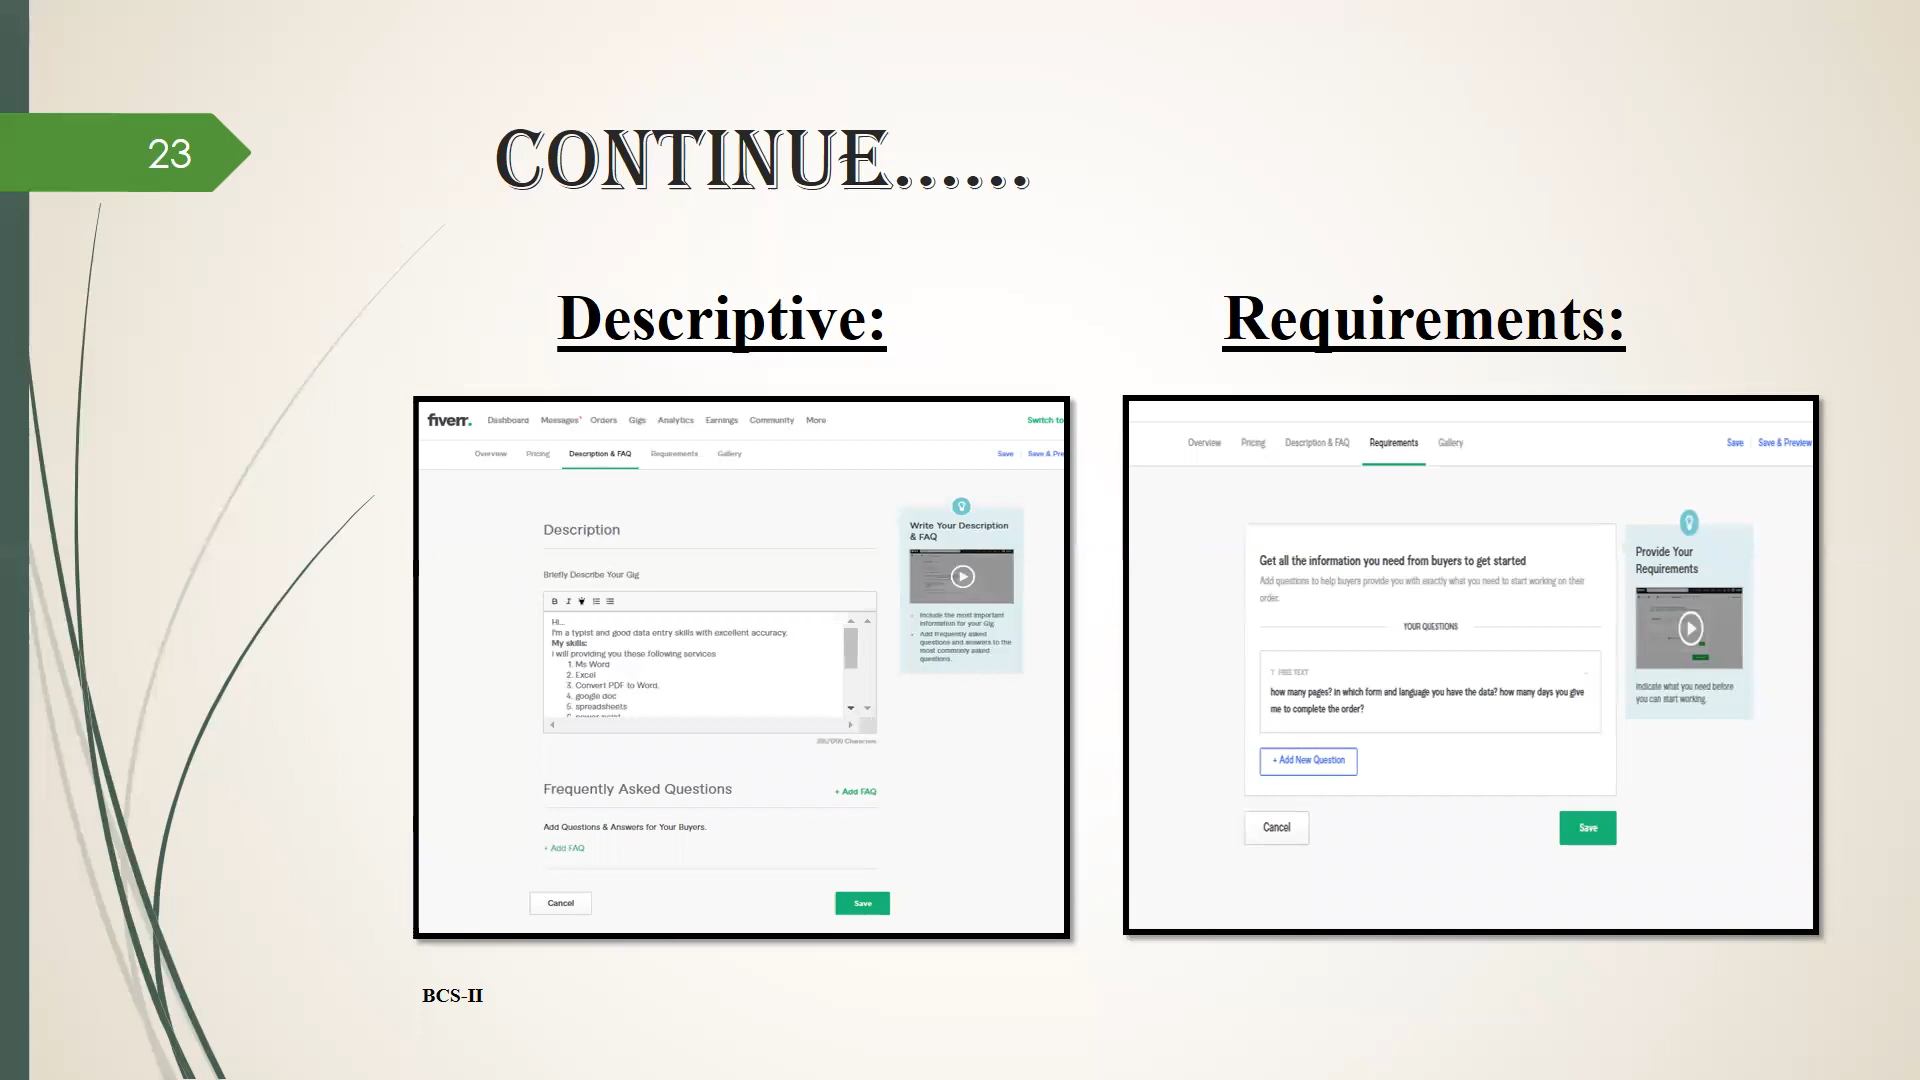 23
CONTINUE......
Descriptive:
Requirements:
fiverr. Dashboard Messages Orders Gigs Analytics Earnings Community More Switch to
Overview Pricing Description & FAQ Requirements Gallery Save Save & Pre
Description
Briefly Describe Your Gig
B I
Hi...
I'm a typist and good data entry skills with excellent accuracy.
My skills:
i will providing you these following services
1. Ms Word
2. Excel
3. Convert PDF to Word.
4. google doc
5. spreadsheets
Characters
Write Your Description
& FAQ
Include the most important
information for your Gig
Add frequently asked
questions and answers to the
most commonly asked
questions.
Frequently Asked Questions + Add FAQ
Add Questions & Answers for Your Buyers.
+ Add FAQ
Cancel Save
Overview Pricing Description & FAQ Requirements Gallery Save Save & Preview
Get all the information you need from buyers to get started
Add questions to help buyers provide you with exactly what you need to start working on their
order.
YOUR QUESTIONS
FREE TEXT
how many pages? in which form and language you have the data? how many days you give
me to complete the order?
+ Add New Question
Cancel Save
Provide Your
Requirements
Indicate what you need before
you can start working.
BCS-II